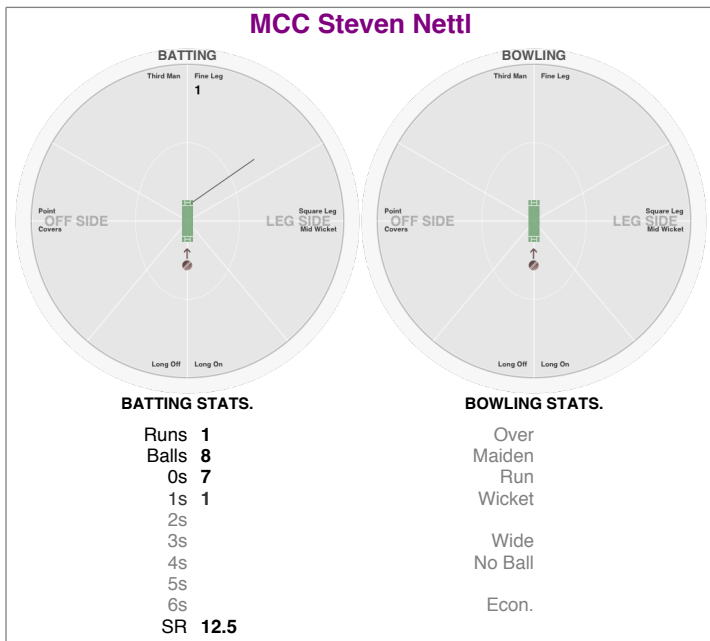 MCC Steven Nettl
BATTING
Third Man Fine Leg
1
Point
OFF SIDE
Covers
Square Leg
LEG SIDE
Mid Wicket
Long Off Long On
BOWLING
Third Man Fine Leg
Point
OFF SIDE
Covers
Square Leg
LEG SIDE
Mid Wicket
Long Off Long On
BATTING STATS.
Runs 1
Balls 8
0s 7
1s 1
2s
3s
4s
5s
6s
SR 12.5
BOWLING STATS.
Over
Maiden
Run
Wicket
Wide
No Ball
Econ.